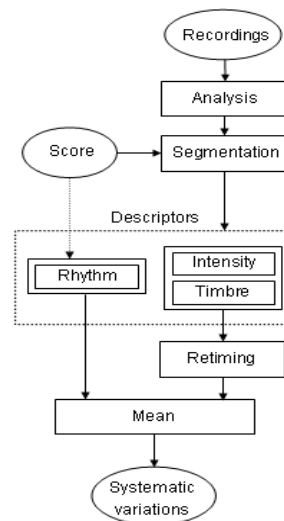 Recordings
Analysis
Score
Segmentation
Descriptors
Rhythm
Intensity
Timbre
Retiming
Mean
Systematic
variations